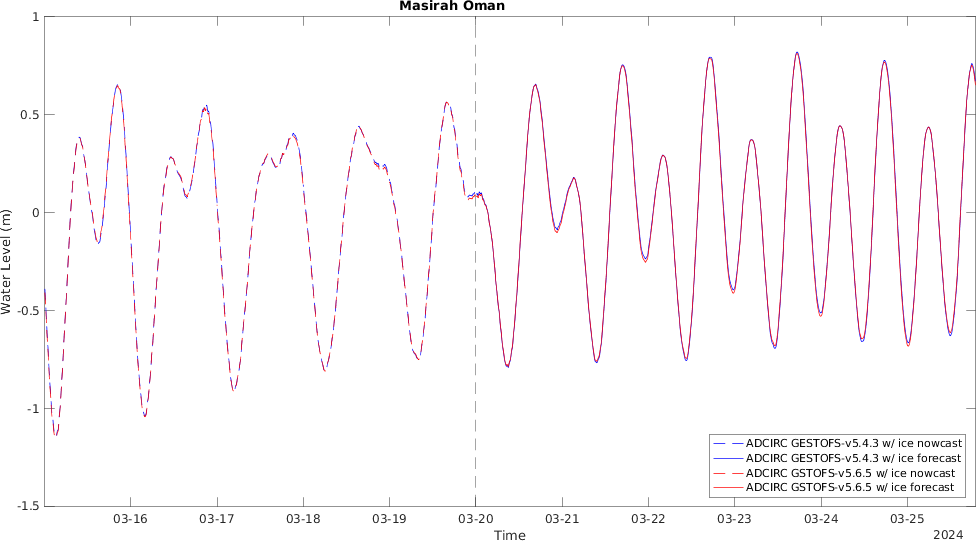 Masirah Oman
1
0.5
0
-0.5
-1
-1.5
Water Level (m)
ADCIRC GESTOFS-v5.4.3 w/ ice nowcast
ADCIRC GESTOFS-v5.4.3 w/ ice forecast
ADCIRC GSTOFS-v5.6.5 w/ ice nowcast
ADCIRC GSTOFS-v5.6.5 w/ ice forecast
03-16 03-17 03-18 03-19 03-20 03-21 03-22 03-23 03-24 03-25
Time
2024